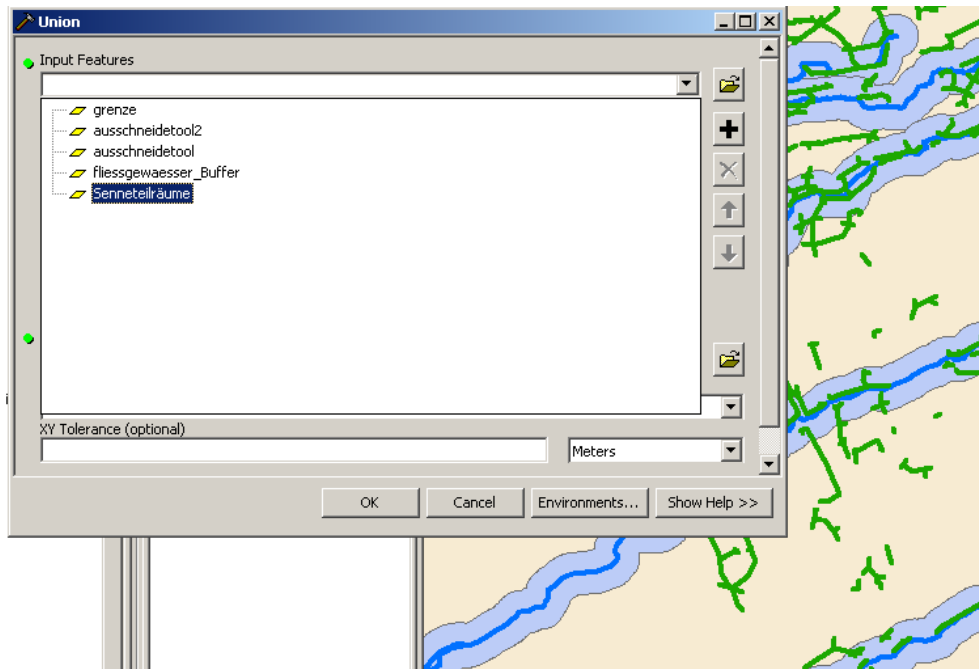 Union
Input Features
grenze
ausschneidetool2
ausschneidetool
fliessgewaesser_Buffer
Senneteilräume
XY Tolerance (optional)
Meters
OK
Cancel
Environments...
Show Help >>